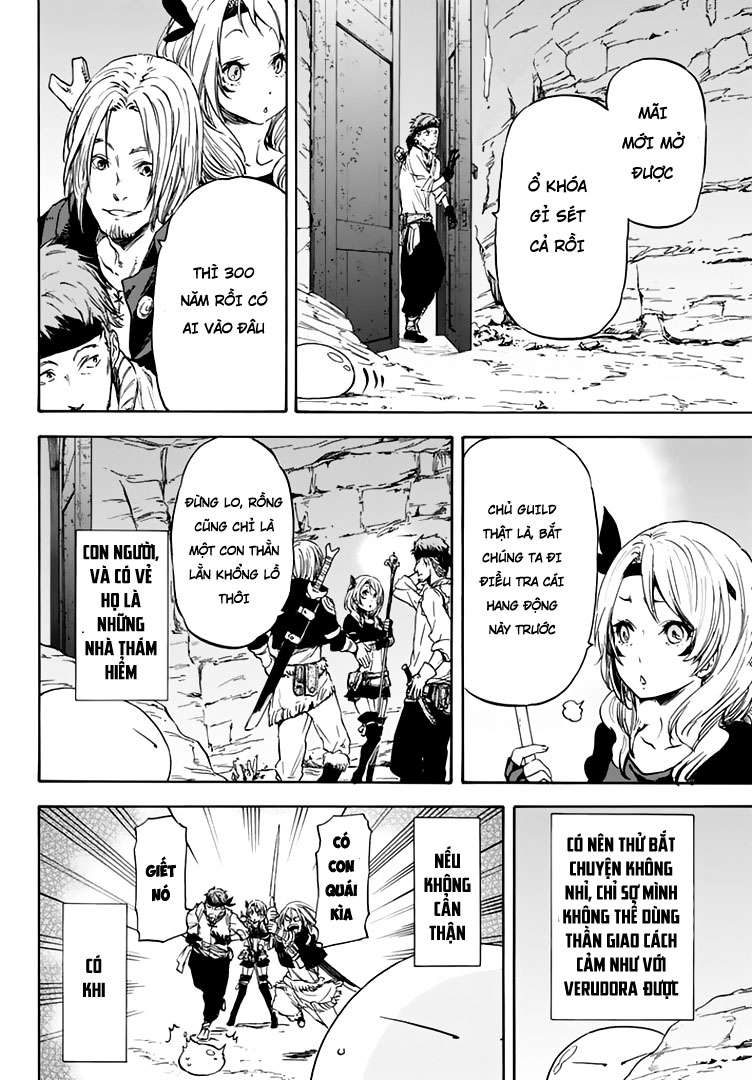 MÃI
MỚI MỞ
ĐƯỢC
Ổ KHÓA
GỈ SÉT
CẢ RỒI
THÌ 300
NĂM RỒI CÓ
AI VÀO ĐÂU
CHỦ GUILD
THẬT LÀ, BẮT
CHÚNG TA ĐI
ĐIỀU TRA CÁI
HANG ĐỘNG
NÀY TRƯỚC
ĐỪNG LO, RỒNG
CŨNG CHỈ LÀ
MỘT CON THẰN
LẰN KHỔNG LỒ
THÔI
CON NGƯỜI,
VÀ CÓ VẺ
HỌ LÀ
NHỮNG
NHÀ THÁM
HIỂM
CÓ NÊN THỬ BẮT
CHUYỆN KHÔNG
NHỈ, CHỈ SỢ MÌNH
KHÔNG THỂ DÙNG
THẦN GIAO CÁCH
CẢM NHƯ VỚI
VERUDORA ĐƯỢC
NẾU
KHÔNG
CẨN
THẬN
CÓ
CON
QUÁI
KÌA
GIẾT
NÓ
CÓ
KHI